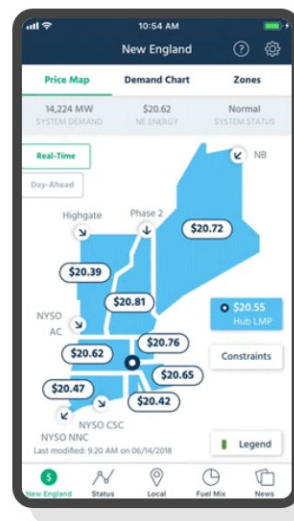 10:54 AM
New England
?
Price Map Demand Chart Zones
14,224 MW $20.62 Normal
SYSTEM DEMAND NE ENERGY SYSTEM STATUS
Real-Time
NB
Day-Ahead
Highgate Phase 2
$20.72
$20.39
$20.81
$20.55
Hub LMP
NYSO
AC
$20.76
$20.62
Constraints
$20.65
$20.47
$20.42
NYSO CSC
NYSO NNC
Legend
Last modified: 9:20 AM on 06/14/2018
$
New England Status Local Fuel Mix News